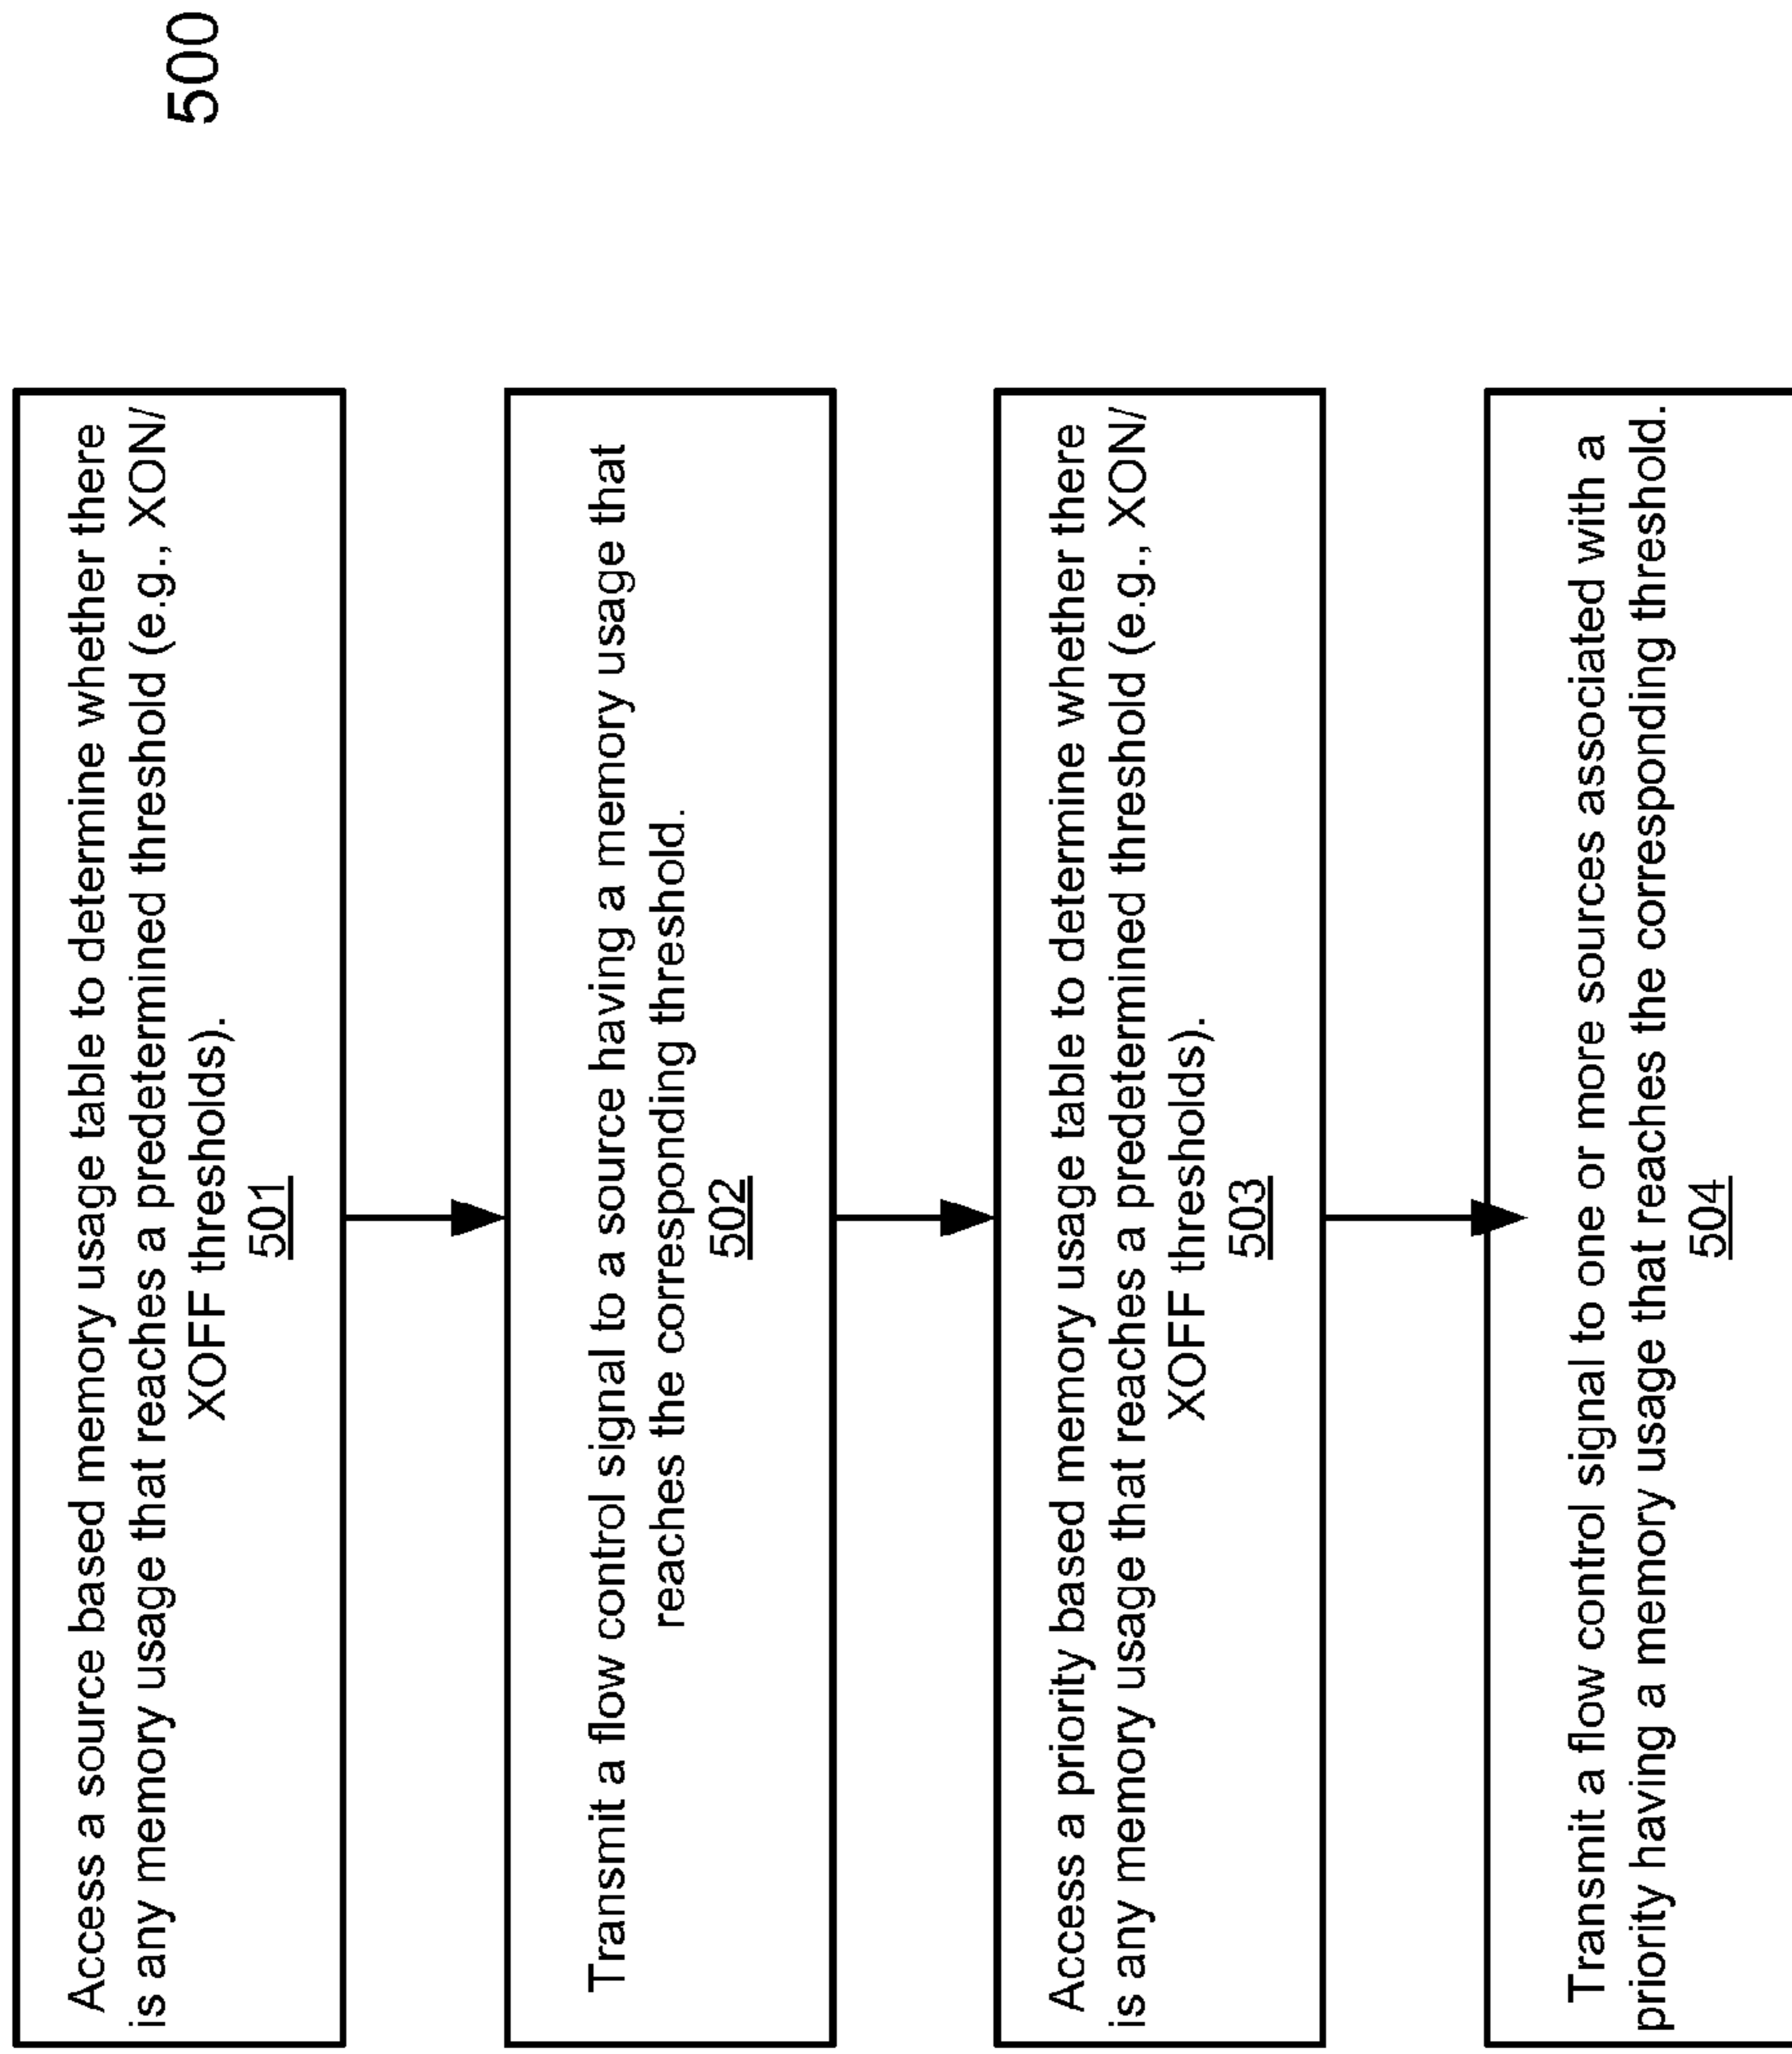 500
Access a source based memory usage table to determine whether there
is any memory usage that reaches a predetermined threshold (e.g., XON/
XOFF thresholds).
501
Transmit a flow control signal to a source having a memory usage that
reaches the corresponding threshold.
502
Access a priority based memory usage table to determine whether there
is any memory usage that reaches a predetermined threshold (e.g., XON/
XOFF thresholds).
503
Transmit a flow control signal to one or more sources associated with a
priority having a memory usage that reaches the corresponding threshold.
504